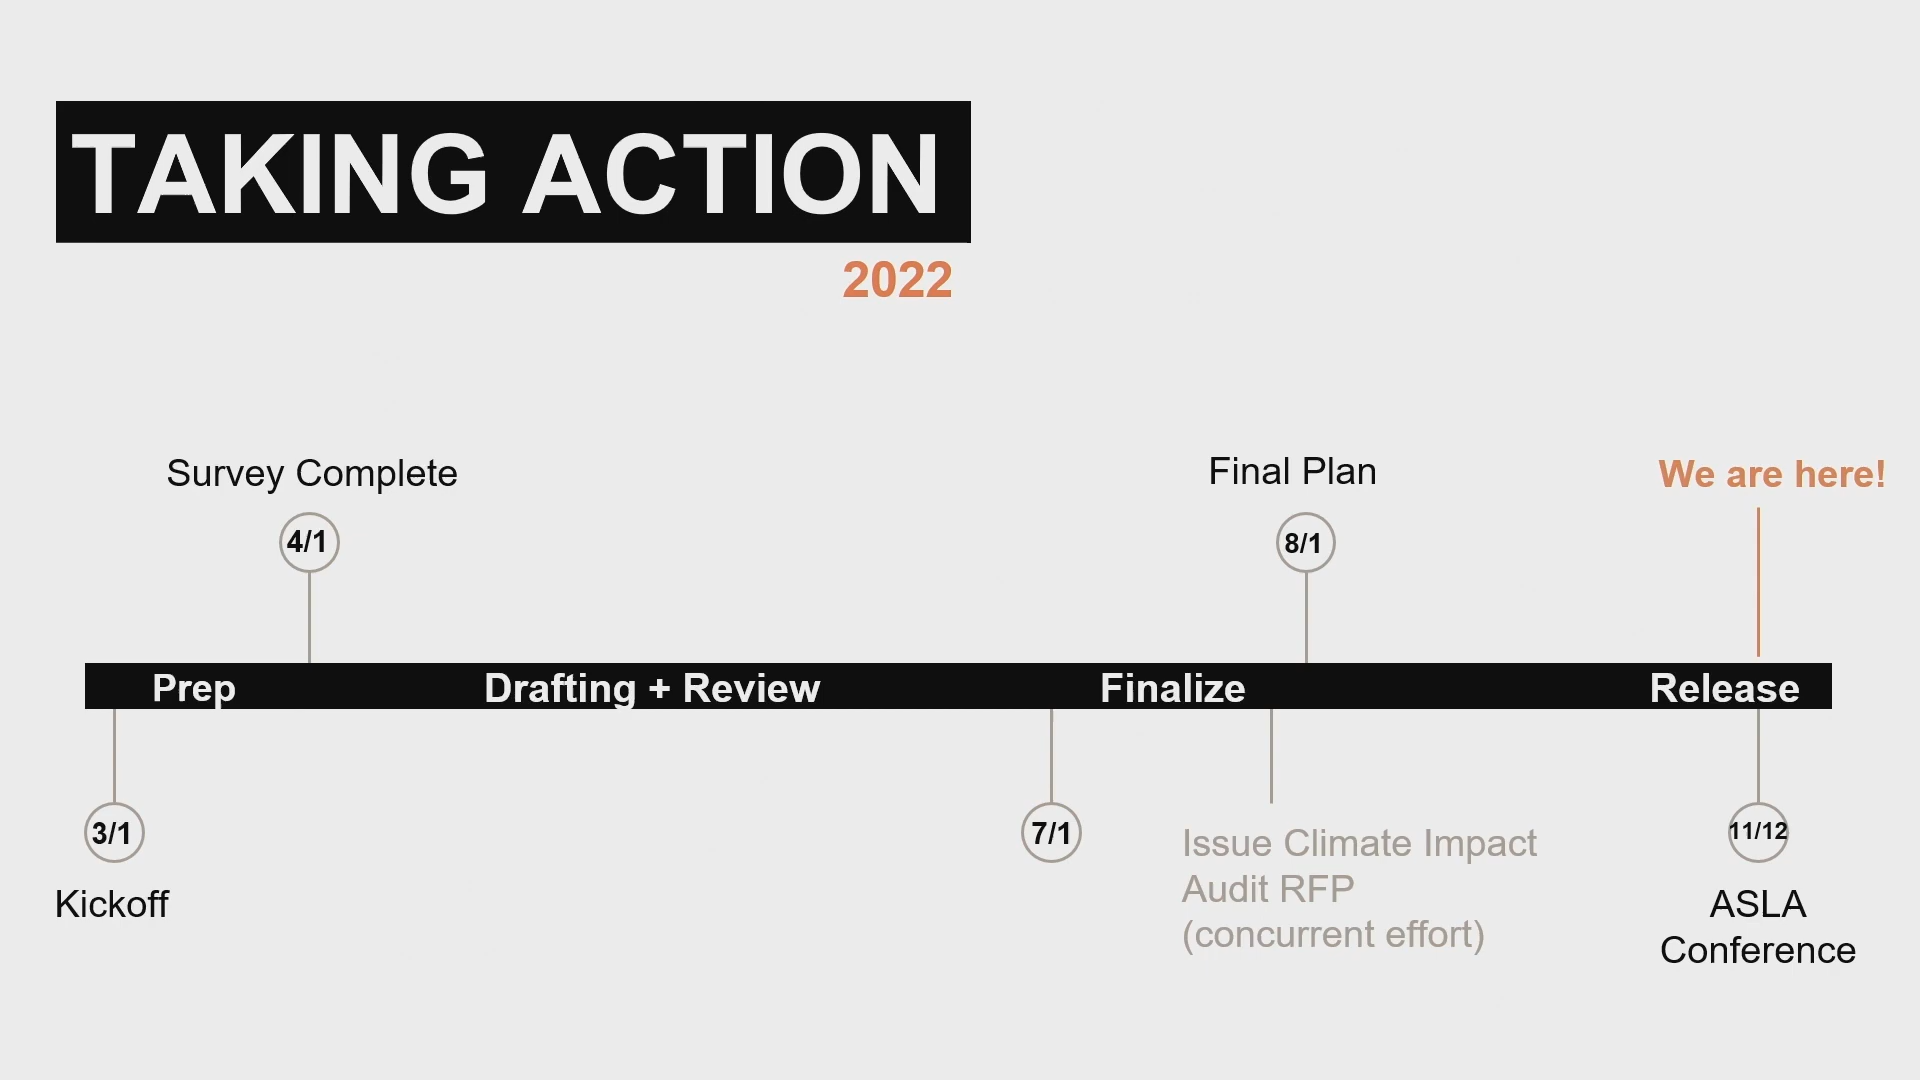 TAKING ACTION
2022
Survey Complete
Final Plan
We are here!
4/1
8/1
Prep
Drafting + Review
Finalize
Release
3/1
7/1
11/12
Issue Climate Impact
Audit RFP
(concurrent effort)
Kickoff
ASLA
Conference